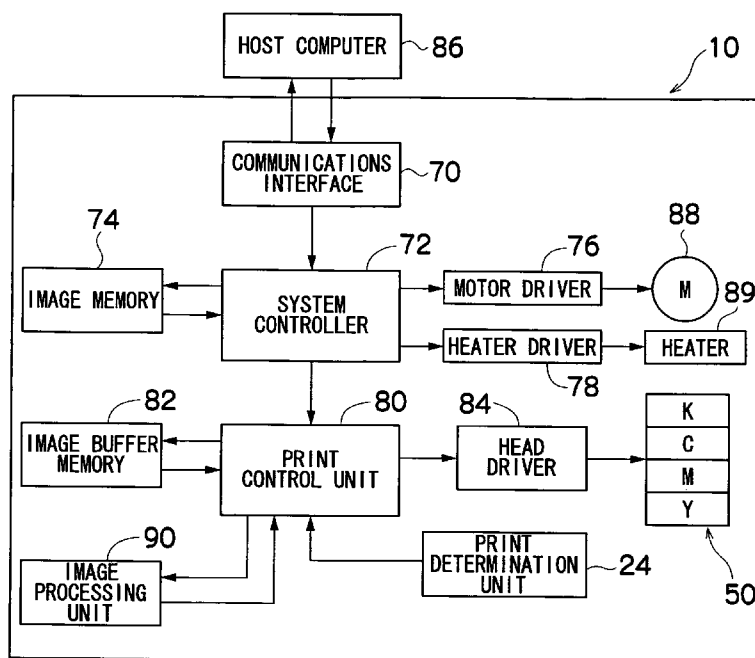 HOST COMPUTER
86
10
COMMUNICATIONS
INTERFACE
70
74
72
76
88
IMAGE MEMORY
SYSTEM
CONTROLLER
MOTOR DRIVER
M
89
HEATER DRIVER
HEATER
78
82
80
84
IMAGE BUFFER
MEMORY
PRINT
CONTROL UNIT
HEAD
DRIVER
K
C
M
Y
90
IMAGE
PROCESSING
UNIT
PRINT
DETERMINATION
UNIT
24
50